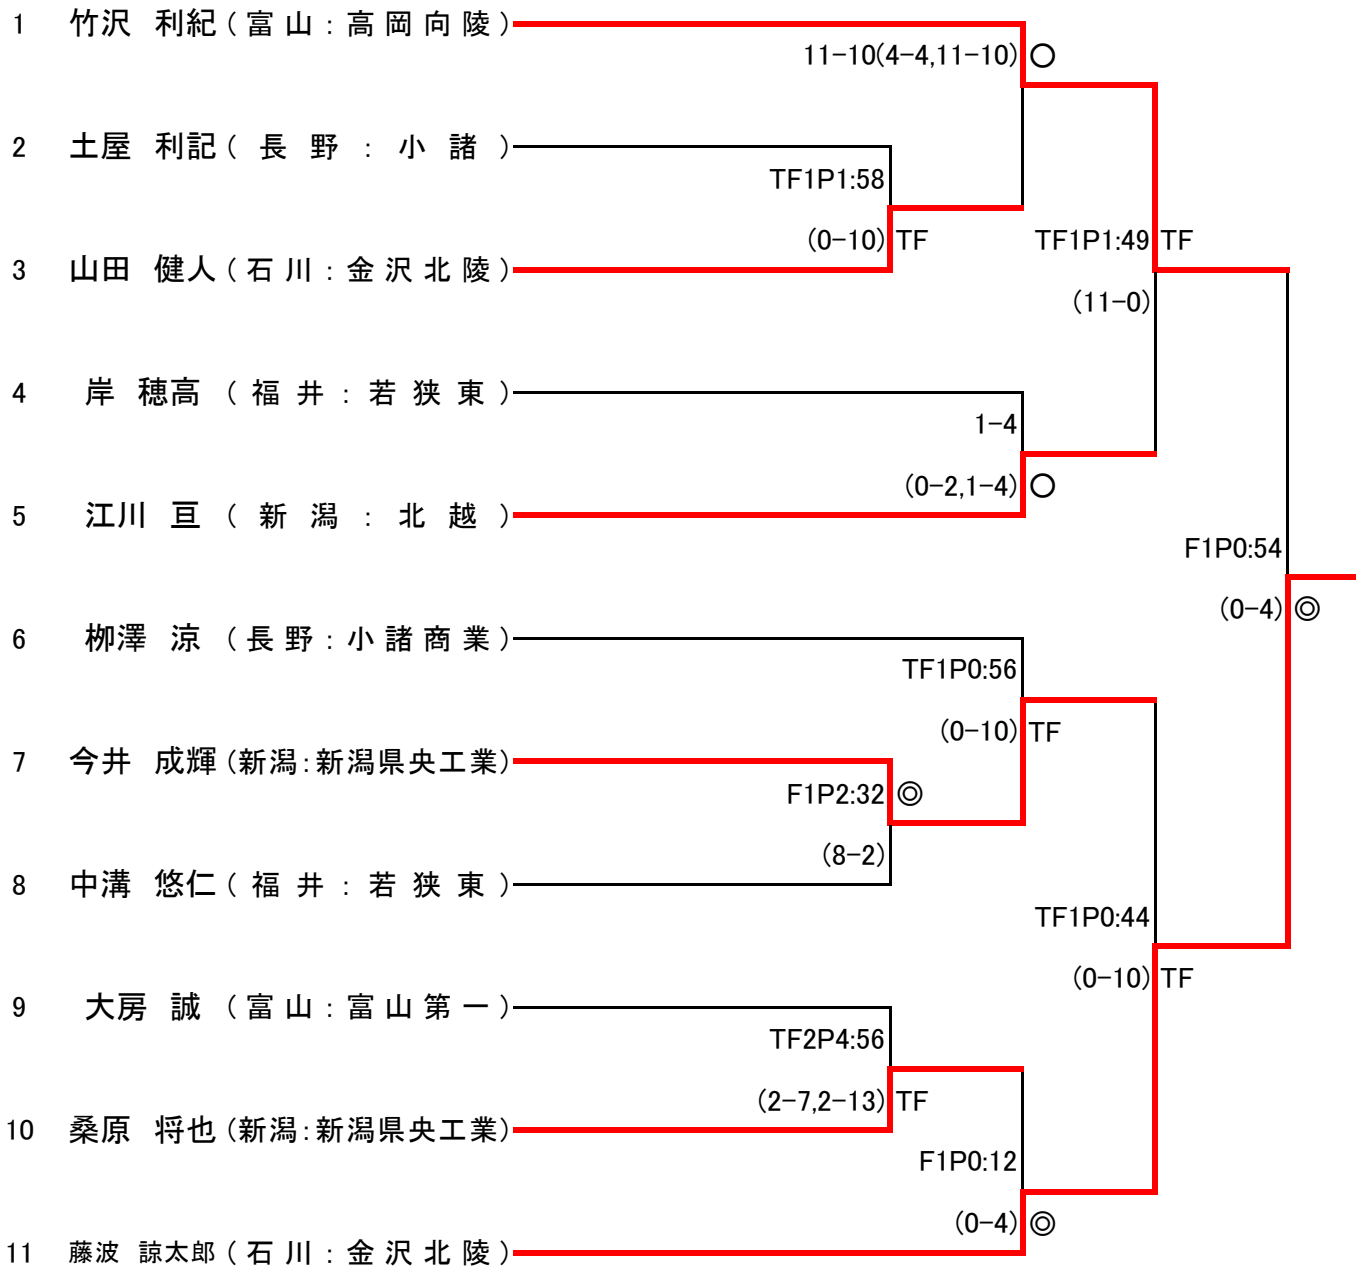 1 竹沢 利紀 (富山:高岡向陵)
11-10(4-4,11-10) ○
2 土屋 利記 (長野:小諸)
TF1P1:58
(0-10) TF
TF1P1:49 TF
3 山田 健人 (石川:金沢北陵)
(11-0)
4 岸 穂高 (福井:若狭東)
1-4
(0-2,1-4) ○
5 江川 亘 (新潟:北越)
F1P0:54
(0-4) ◎
6 栁澤 涼 (長野:小諸商業)
TF1P0:56
(0-10) TF
7 今井 成輝 (新潟:新潟県央工業)
F1P2:32 ◎
(8-2)
8 中溝 悠仁 (福井:若狭東)
TF1P0:44
(0-10) TF
9 大房 誠 (富山:富山第一)
TF2P4:56
(2-7,2-13) TF
10 桑原 将也 (新潟:新潟県央工業)
F1P0:12
(0-4) ◎
11 藤波 諒太郎 (石川:金沢北陵)